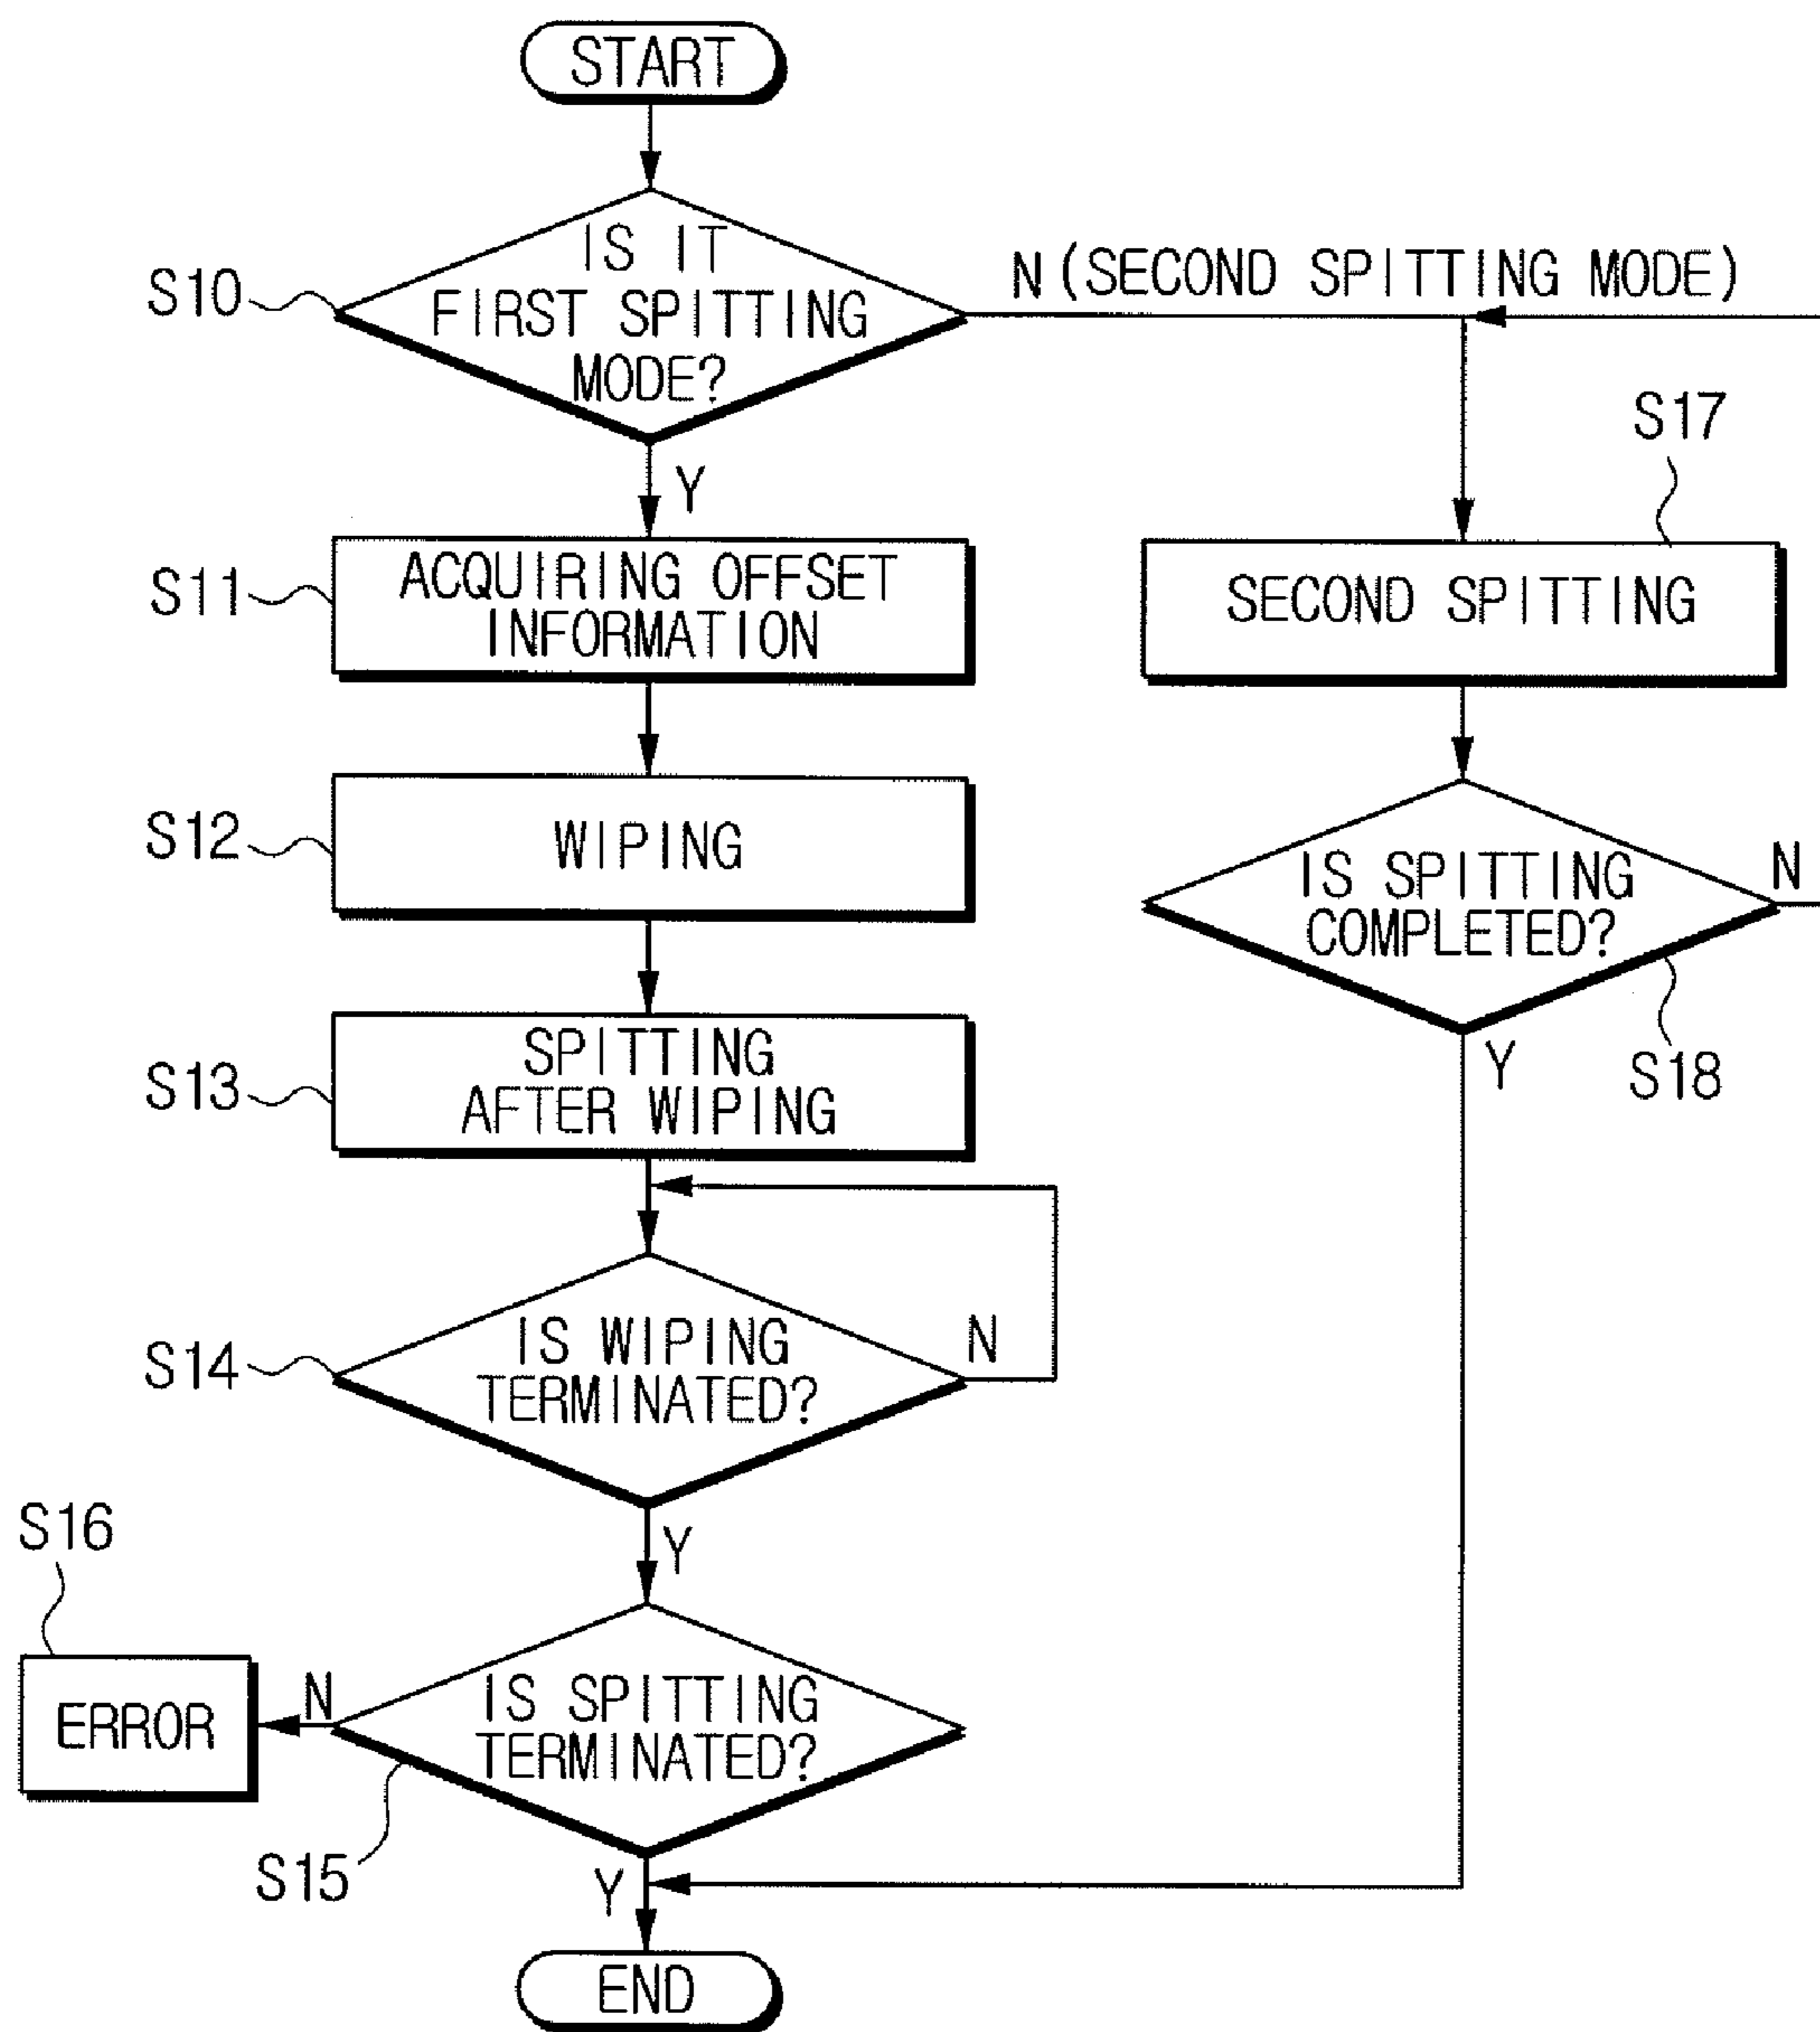 START
IS IT
FIRST SPITTING
MODE?
S10
N (SECOND SPITTING MODE)
Y
S11
ACQUIRING OFFSET
INFORMATION
S12
WIPING
S13
SPITTING
AFTER WIPING
S14
IS WIPING
TERMINATED?
N
Y
S15
IS SPITTING
TERMINATED?
N
S16
ERROR
Y
S17
SECOND SPITTING
IS SPITTING
COMPLETED?
N
S18
Y
END